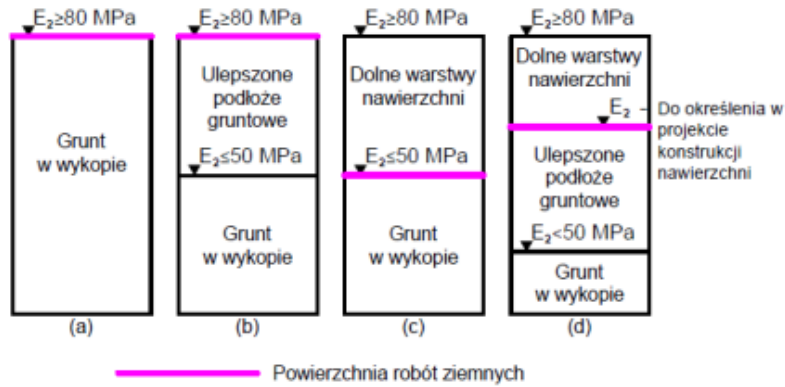 E₂≥80 MPa
Grunt
w wykopie
(a)
E₂≥80 MPa
Ulepszone
podłoże
gruntowe
E₂≤50 MPa
Grunt
w wykopie
(b)
E₂≥80 MPa
Dolne warstwy
nawierzchni
E₂≤50 MPa
Grunt
w wykopie
(c)
E₂≥80 MPa
Dolne warstwy
nawierzchni
E₂
Do określenia w
projekcie
konstrukcji
nawierzchni
Ulepszone
podłoże
gruntowe
E₂<50 MPa
Grunt
w wykopie
(d)
Powierzchnia robót ziemnych